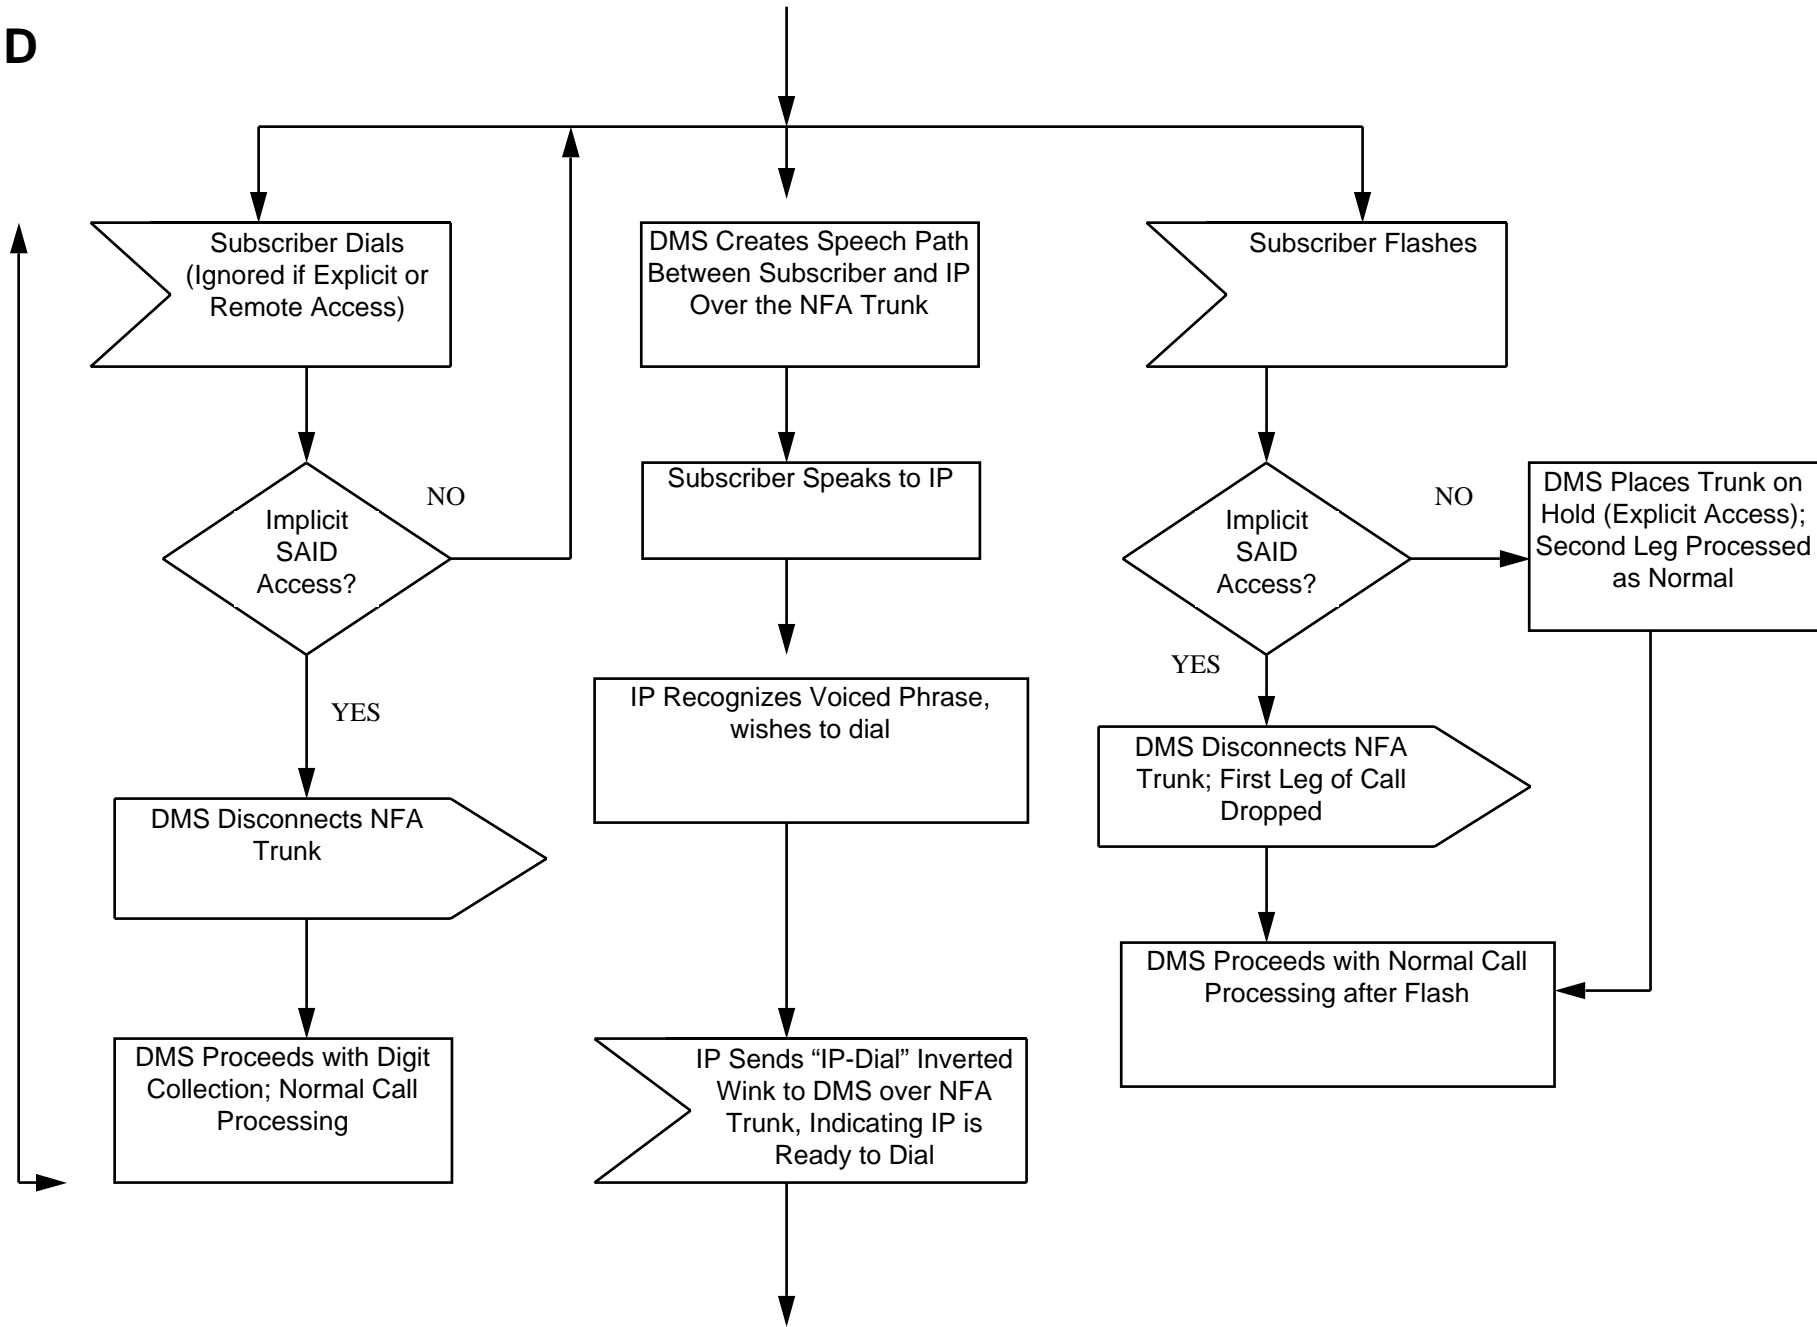 D
Subscriber Dials
(Ignored if Explicit or
Remote Access)
DMS Creates Speech Path
Between Subscriber and IP
Over the NFA Trunk
Subscriber Flashes
Implicit
SAID
Access?
NO
YES
Subscriber Speaks to IP
Implicit
SAID
Access?
NO
YES
DMS Places Trunk on
Hold (Explicit Access);
Second Leg Processed
as Normal
IP Recognizes Voiced Phrase,
wishes to dial
DMS Disconnects NFA
Trunk; First Leg of Call
Dropped
DMS Disconnects NFA
Trunk
DMS Proceeds with Normal Call
Processing after Flash
DMS Proceeds with Digit
Collection; Normal Call
Processing
IP Sends “IP-Dial” Inverted
Wink to DMS over NFA
Trunk, Indicating IP is
Ready to Dial